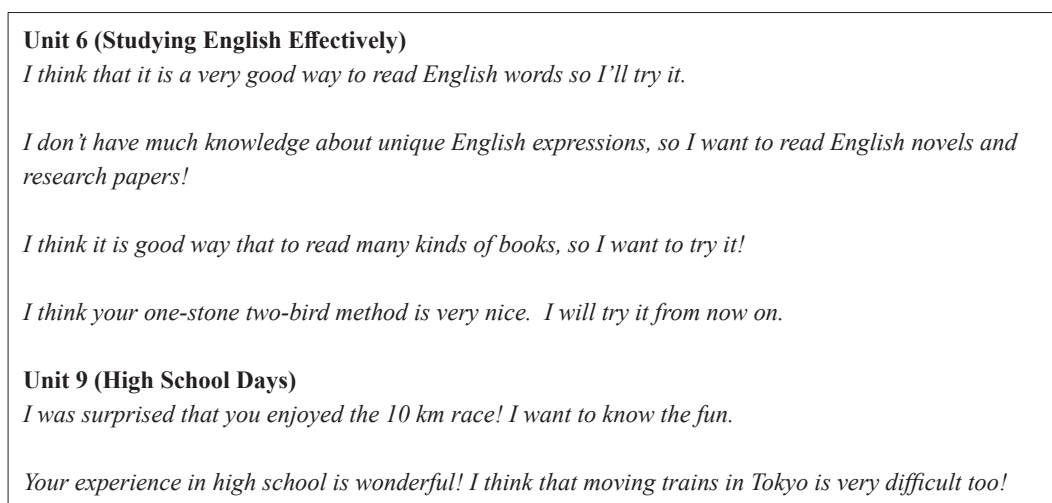 Unit 6 (Studying English Effectively)
I think that it is a very good way to read English words so I'll try it.
I don't have much knowledge about unique English expressions, so I want to read English novels and
research papers!
I think it is good way that to read many kinds of books, so I want to try it!
I think your one-stone two-bird method is very nice.  I will try it from now on.
Unit 9 (High School Days)
I was surprised that you enjoyed the 10 km race! I want to know the fun.
Your experience in high school is wonderful! I think that moving trains in Tokyo is very difficult too!